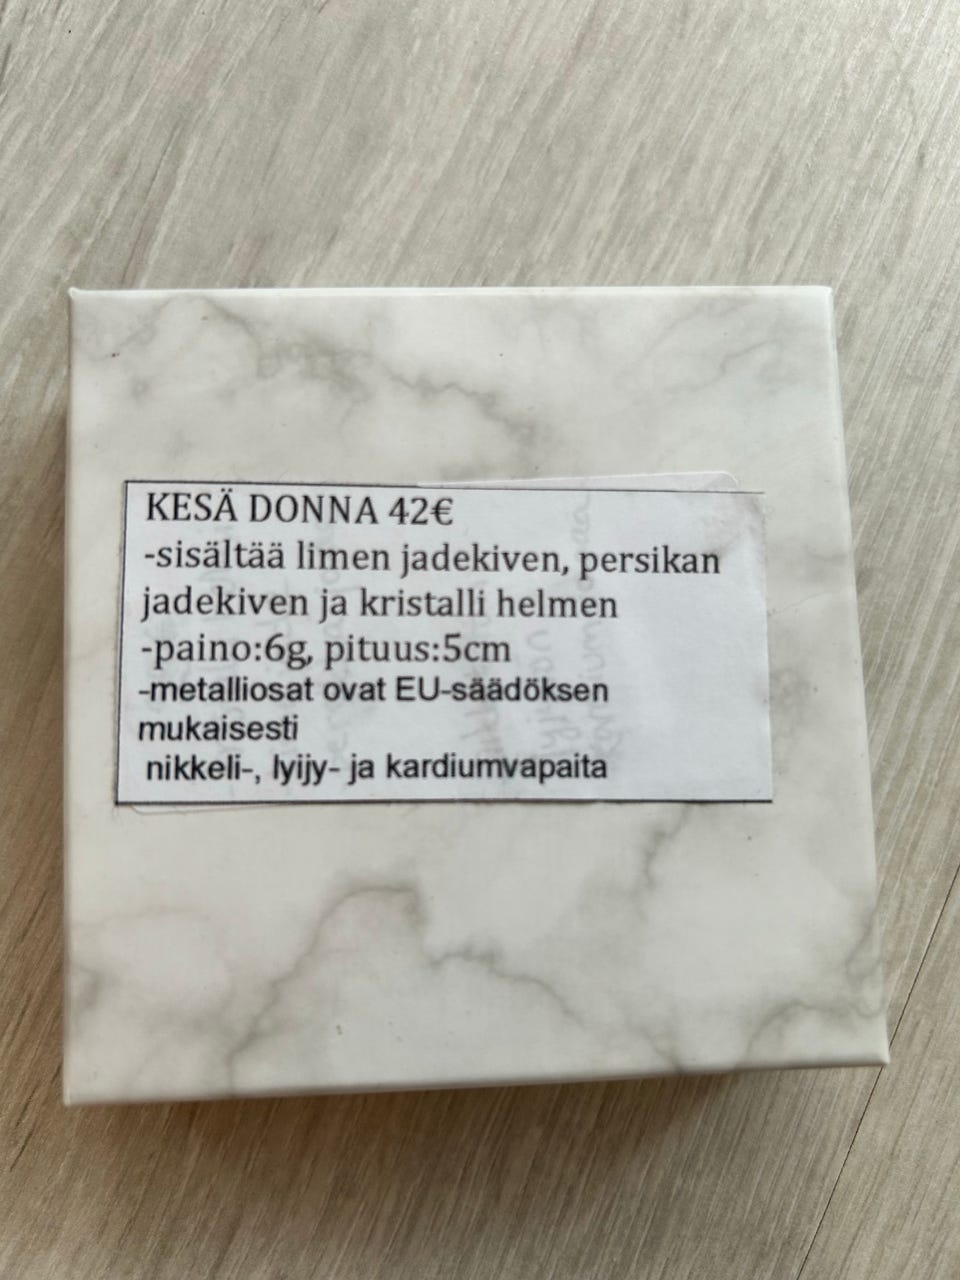 KESÄ DONNA 42€
-sisältää limen jadekiven, persikan
jadekiven ja kristalli helmen
-paino:6g, pituus:5cm
-metalliosat ovat EU-säädöksen
mukaisesti
nikkeli-, lyijy- ja kardiumvapaita